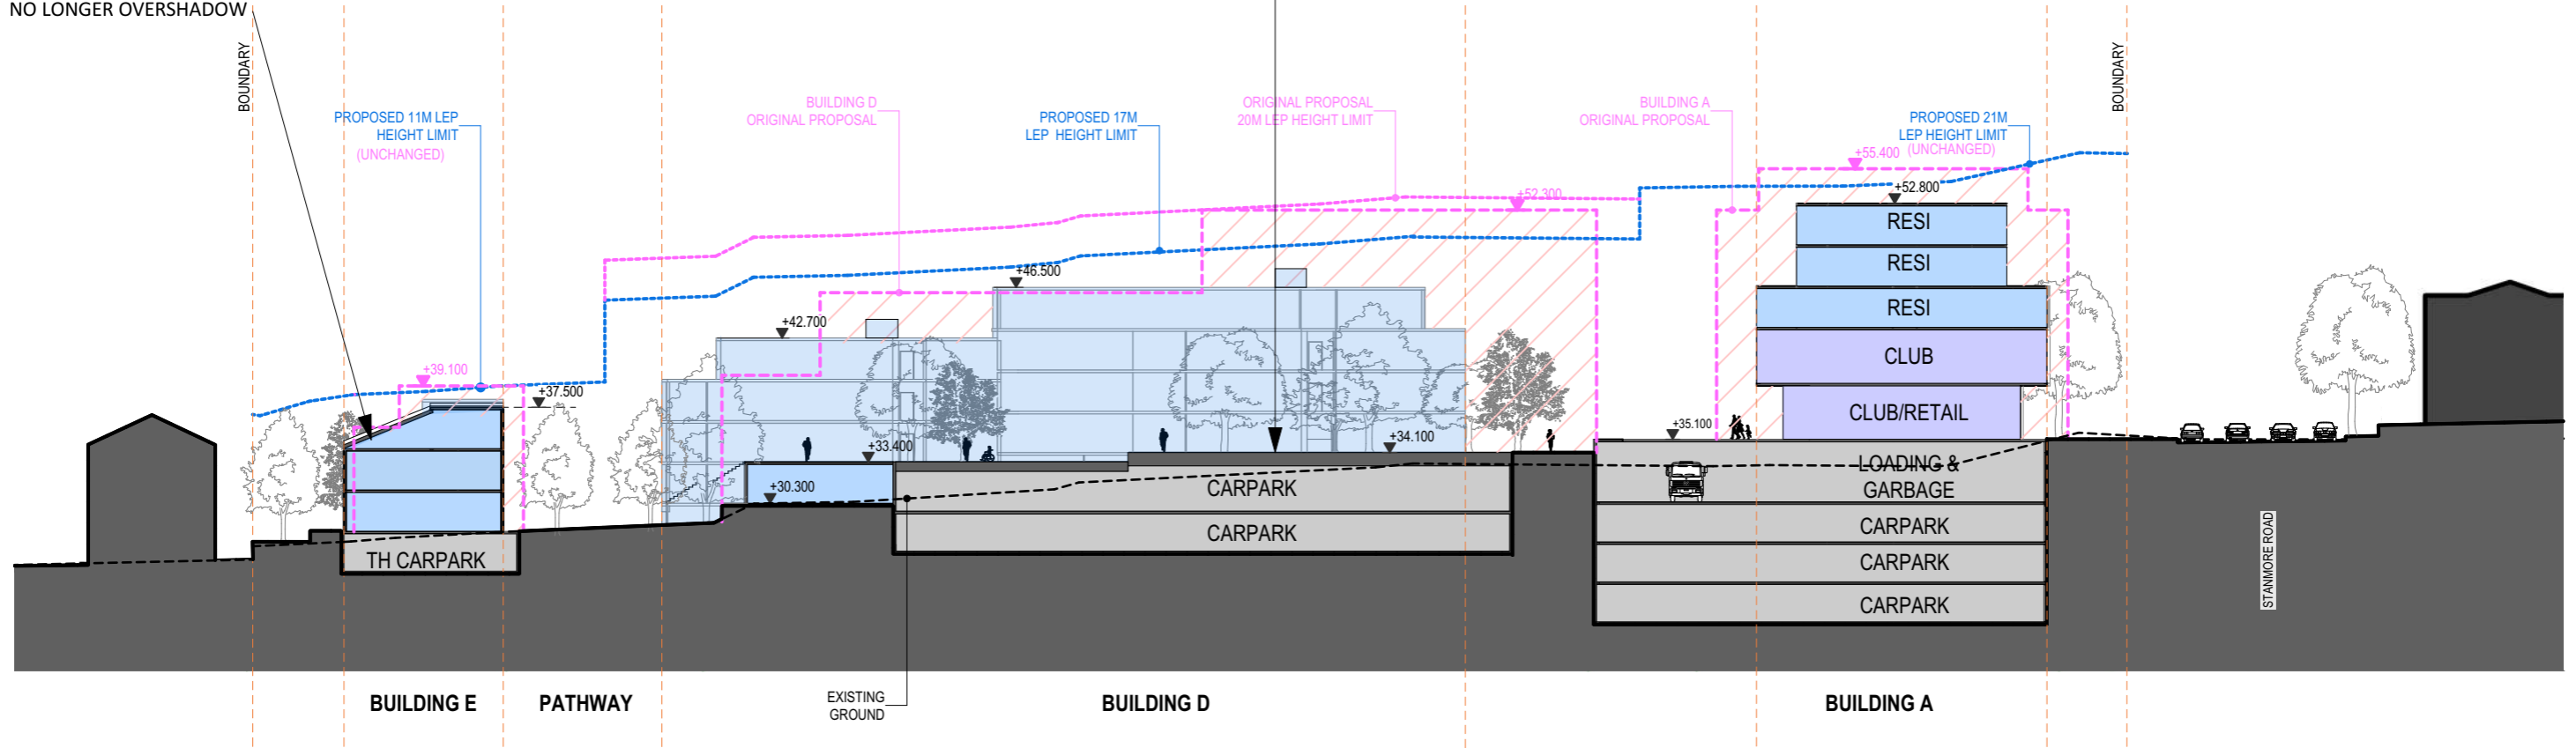 NO LONGER OVERSHADOW
BOUNDARY
PROPOSED 11M LEP
HEIGHT LIMIT
(UNCHANGED)
BUILDING D
ORIGINAL PROPOSAL
PROPOSED 17M
LEP HEIGHT LIMIT
ORIGINAL PROPOSAL
20M LEP HEIGHT LIMIT
BUILDING A
ORIGINAL PROPOSAL
PROPOSED 21M
LEP HEIGHT LIMIT
(UNCHANGED)
BOUNDARY
+55.400
+52.800
+52.300
+46.500
+42.700
+39.100
+37.500
+35.100
+34.100
+33.400
+30.300
RESI
RESI
RESI
CLUB
CLUB/RETAIL
LOADING &
GARBAGE
CARPARK
CARPARK
CARPARK
CARPARK
CARPARK
TH CARPARK
STANMORE ROAD
EXISTING
GROUND
BUILDING E
PATHWAY
BUILDING D
BUILDING A